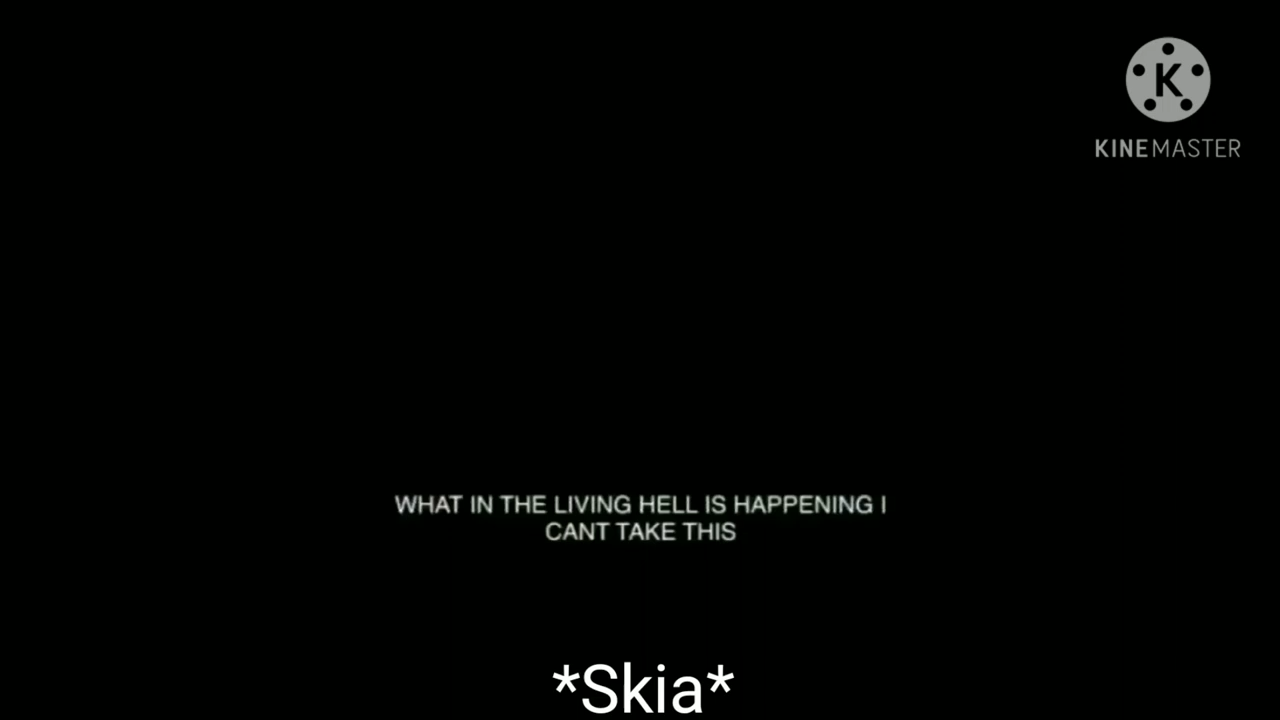 K
KINEMASTER
WHAT IN THE LIVING HELL IS HAPPENING I
CANT TAKE THIS
*Skia*